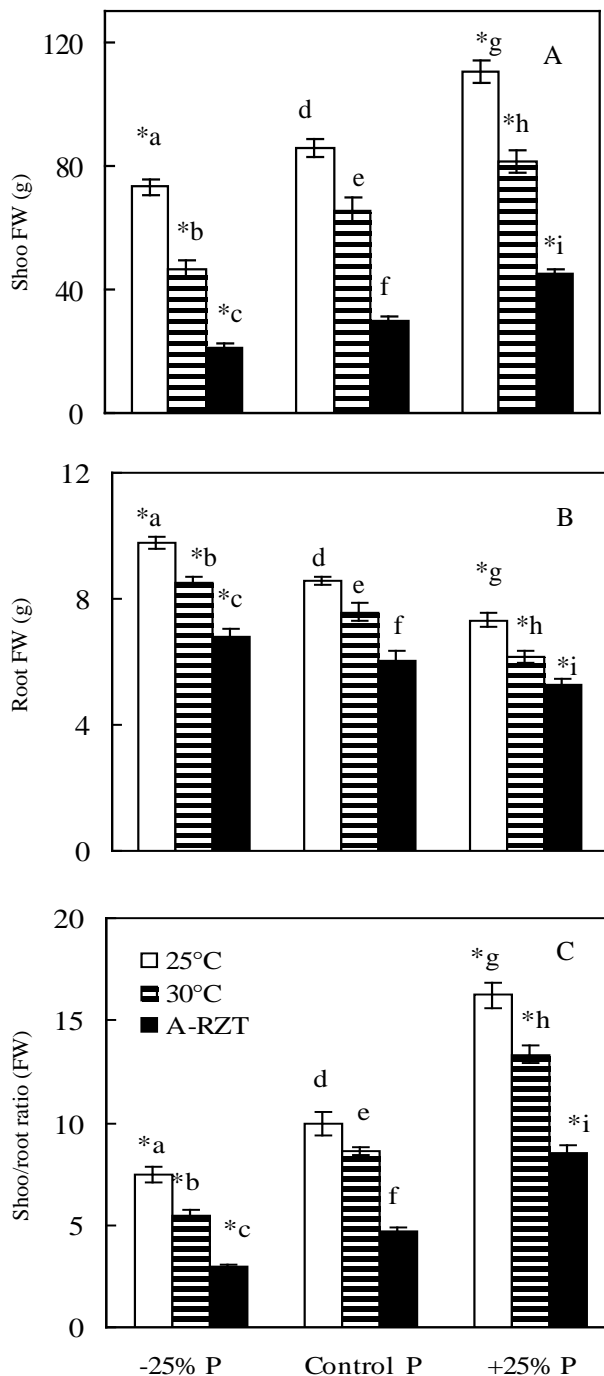 120
80
40
0
Shoo FW (g)
A
*a
*b
*c
d
e
f
*g
*h
*i
12
8
4
0
Root FW (g)
B
*a
*b
*c
d
e
f
*g
*h
*i
20
15
10
5
0
Shoo/root ratio (FW)
C
25°C
30°C
A-RZT
*a
*b
*c
d
e
f
*g
*h
*i
-25% P
Control P
+25% P